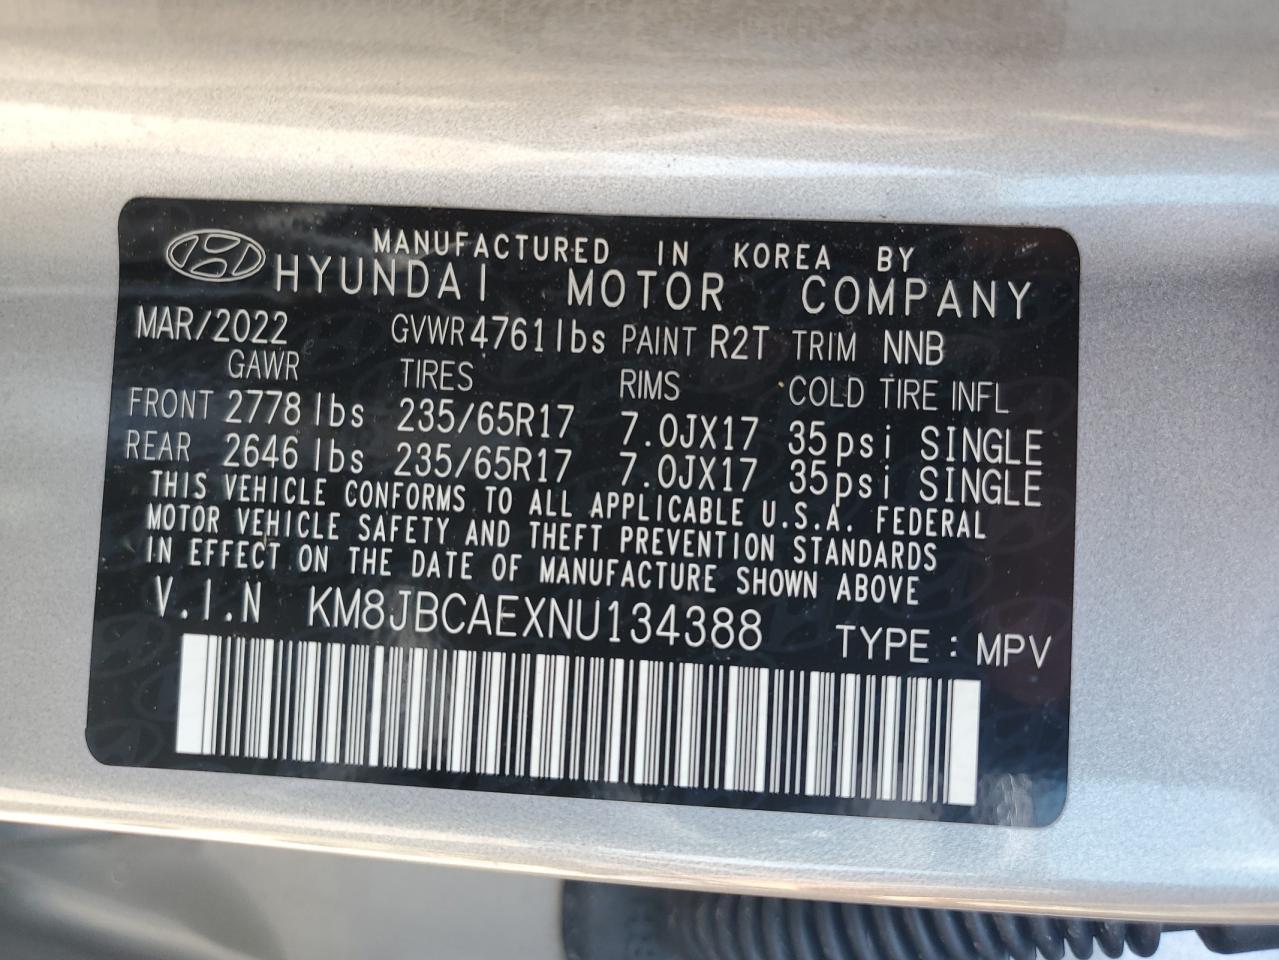 MANUFACTURED IN KOREA BY
HYUNDAI MOTOR COMPANY
MAR/2022 GVWR 4761lbs PAINT R2T TRIM NNB
GAWR TIRES RIMS COLD TIRE INFL
FRONT 2778 lbs 235/65R17 7.0JX17 35psi SINGLE
REAR 2646 lbs 235/65R17 7.0JX17 35psi SINGLE
THIS VEHICLE CONFORMS TO ALL APPLICABLE U.S.A. FEDERAL
MOTOR VEHICLE SAFETY AND THEFT PREVENTION STANDARDS
IN EFFECT ON THE DATE OF MANUFACTURE SHOWN ABOVE
V.I.N KM8JBCAEXNU134388 TYPE : MPV